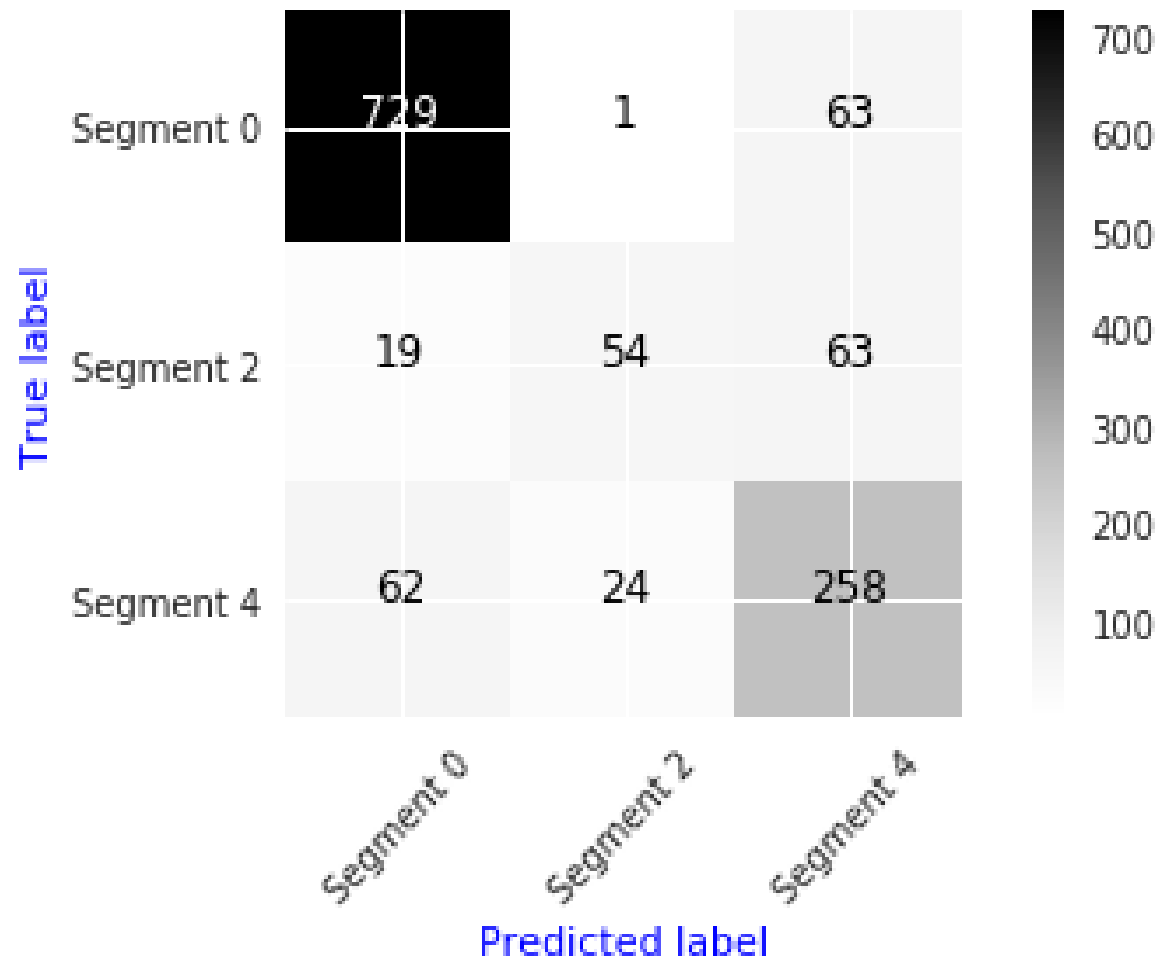 700
729 1 63
Segment 0
600
500
True label
19 54 63
Segment 2
400
300
200
62 24 258
Segment 4
100
Segment 0 Segment 2 Segment 4
Predicted label